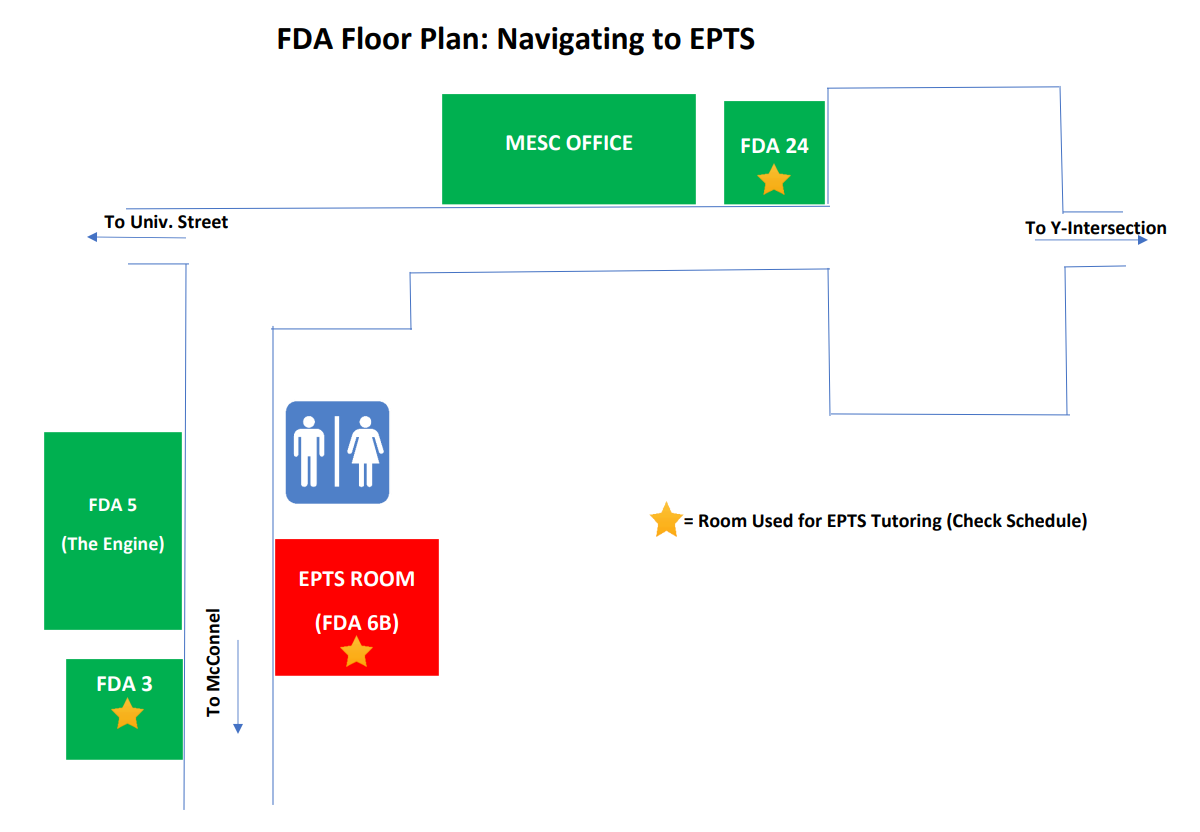 FDA Floor Plan: Navigating to EPTS
MESC OFFICE
FDA 24
To Univ. Street
To Y-Intersection
FDA 5
(The Engine)
= Room Used for EPTS Tutoring (Check Schedule)
EPTS ROOM
(FDA 6B)
To McConnel
FDA 3